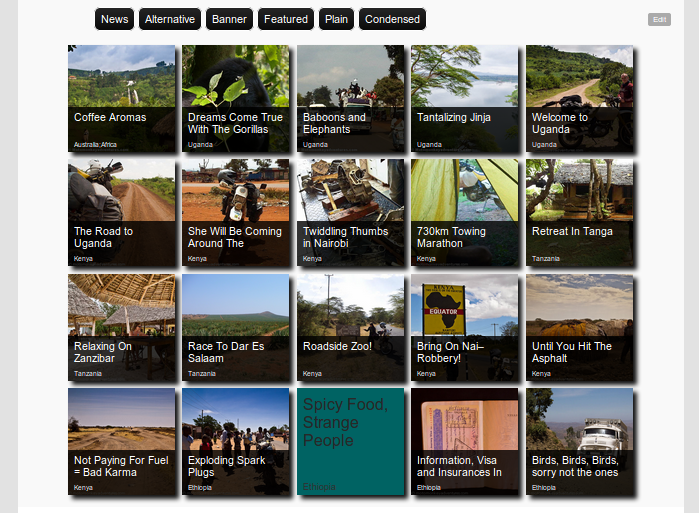 News Alternative Banner Featured Plain Condensed Edit
Coffee Aromas
Australia,Africa
Dreams Come True
With The Gorillas
Uganda
Baboons and
Elephants
Uganda
Tantalizing Jinja
Uganda
Welcome to
Uganda
Uganda
The Road to
Uganda
Kenya
She Will Be Coming
Around The
Kenya
Twiddling Thumbs
in Nairobi
Kenya
730km Towing
Marathon
Kenya
Retreat In Tanga
Tanzania
Relaxing On
Zanzibar
Tanzania
Race To Dar Es
Salaam
Tanzania
Roadside Zoo!
Kenya
EQUATOR
Bring On Nai–
Robbery!
Kenya
Until You Hit The
Asphalt
Kenya
Not Paying For Fuel
= Bad Karma
Kenya
Exploding Spark
Plugs
Ethiopia
Spicy Food,
Strange
People
Ethiopia
Information, Visa
and Insurances In
Ethiopia
Birds, Birds, Birds,
sorry not the ones
Ethiopia